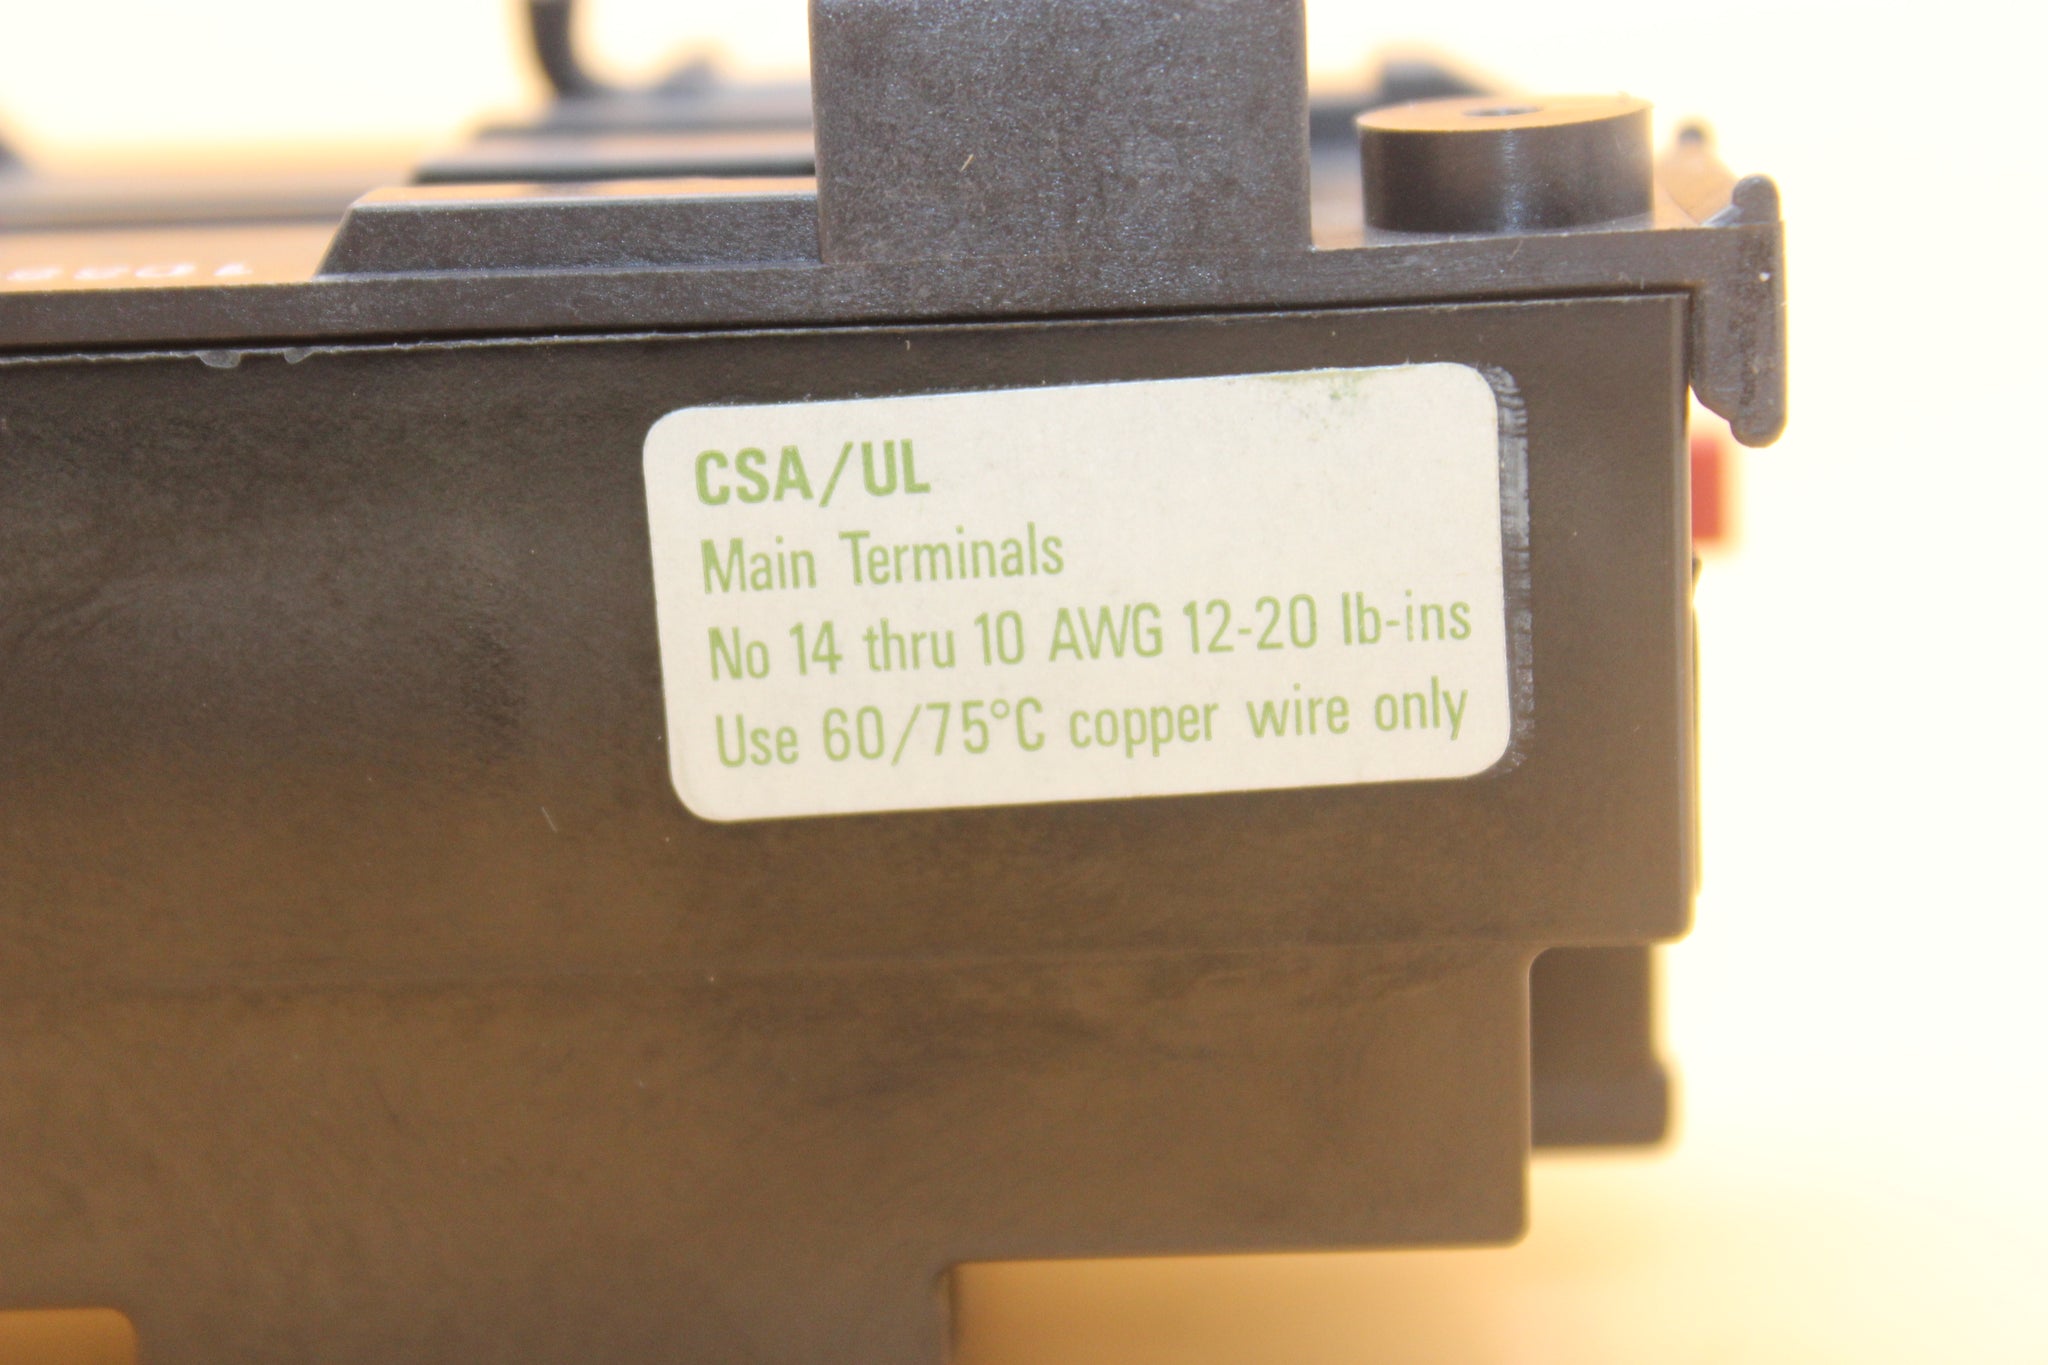 CSA/UL
Main Terminals
No 14 thru 10 AWG 12-20 lb-ins
Use 60/75°C copper wire only